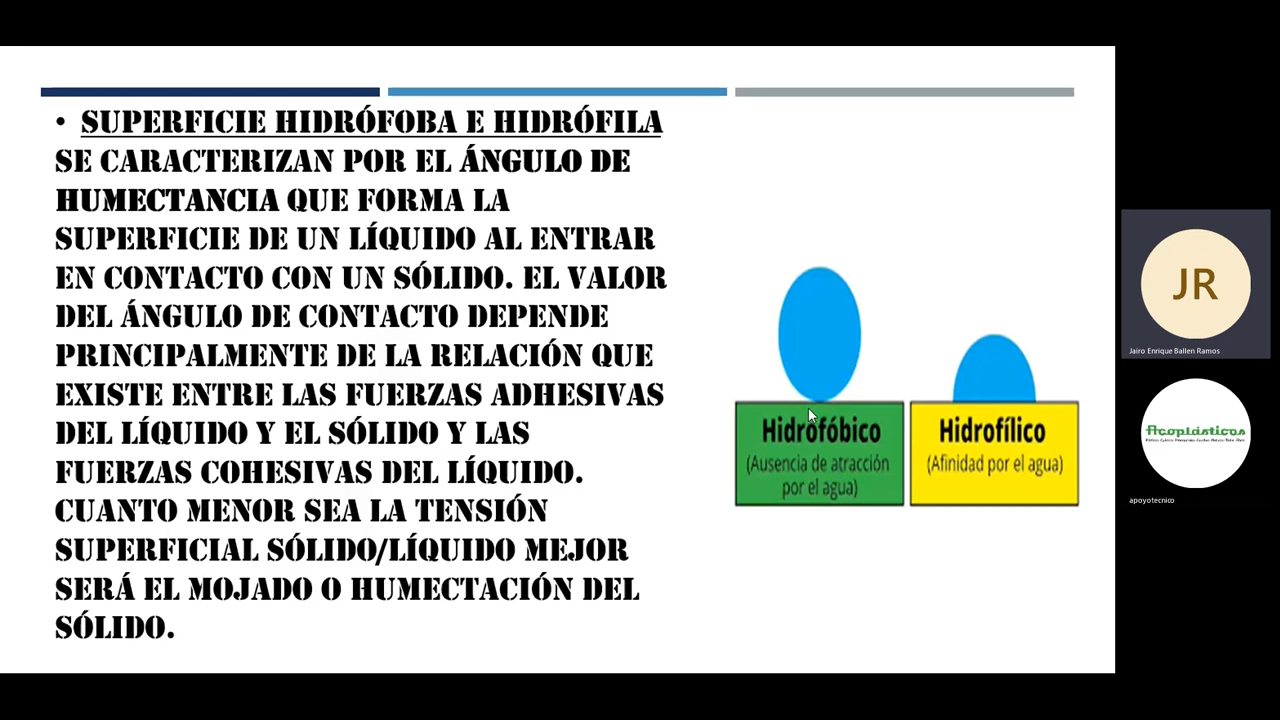 • SUPERFICIE HIDRÓFOBA E HIDRÓFILA
SE CARACTERIZAN POR EL ÁNGULO DE
HUMECTANCIA QUE FORMA LA
SUPERFICIE DE UN LÍQUIDO AL ENTRAR
EN CONTACTO CON UN SÓLIDO. EL VALOR
DEL ÁNGULO DE CONTACTO DEPENDE
PRINCIPALMENTE DE LA RELACIÓN QUE
EXISTE ENTRE LAS FUERZAS ADHESIVAS
DEL LÍQUIDO Y EL SÓLIDO Y LAS
FUERZAS COHESIVAS DEL LÍQUIDO.
CUANTO MENOR SEA LA TENSIÓN
SUPERFICIAL SÓLIDO/LÍQUIDO MEJOR
SERÁ EL MOJADO O HUMECTACIÓN DEL
SÓLIDO.
Hidrofóbico
(Ausencia de atracción
por el agua)
Hidrofílico
(Afinidad por el agua)
JR
Jairo Enrique Ballen Ramos
Acoplásticos
apoyotecnico